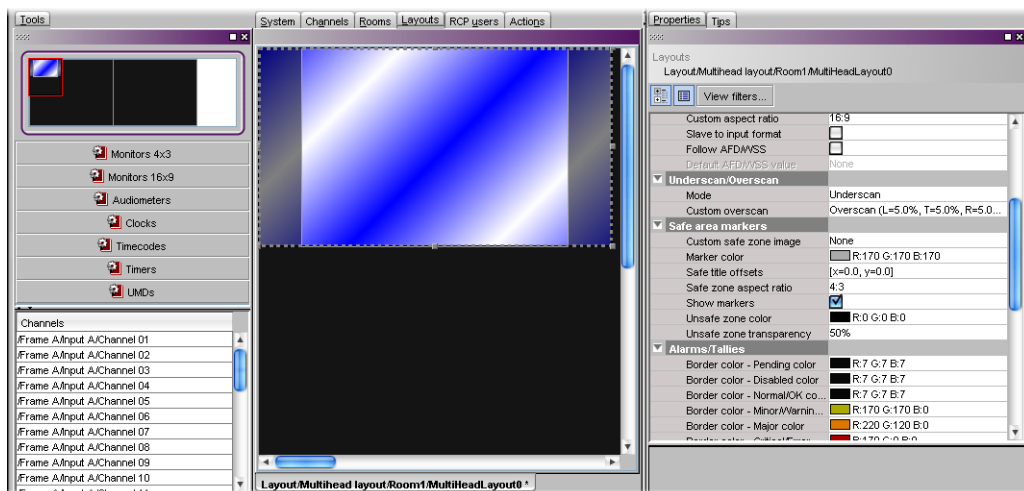 Tools
Monitors 4x3
Monitors 16x9
Audiometers
Clocks
Timecodes
Timers
UMDs
Channels
/Frame A/Input A/Channel 01
/Frame A/Input A/Channel 02
/Frame A/Input A/Channel 03
/Frame A/Input A/Channel 04
/Frame A/Input A/Channel 05
/Frame A/Input A/Channel 06
/Frame A/Input A/Channel 07
/Frame A/Input A/Channel 08
/Frame A/Input A/Channel 09
/Frame A/Input A/Channel 10
System Channels Rooms Layouts RCP users Actions
Layout/Multihead layout/Room1/MultiHeadLayout0 *
Properties Tips
Layouts
Layout/Multihead layout/Room1/MultiHeadLayout0
View filters...
Custom aspect ratio 16:9
Slave to input format
Follow AFD/WSS
Default AFD/WSS value None
Underscan/Overscan
Mode Underscan
Custom overscan Overscan (L=5.0%, T=5.0%, R=5.0...
Safe area markers
Custom safe zone image None
Marker color R:170 G:170 B:170
Safe title offsets [x=0.0, y=0.0]
Safe zone aspect ratio 4:3
Show markers
Unsafe zone color R:0 G:0 B:0
Unsafe zone transparency 50%
Alarms/Tallies
Border color - Pending color R:7 G:7 B:7
Border color - Disabled color R:7 G:7 B:7
Border color - Normal/OK co... R:7 G:7 B:7
Border color - Minor/Warnin... R:170 G:170 B:0
Border color - Major color R:220 G:120 B:0
Border color - Critical/Error R:170 G:0 B:0